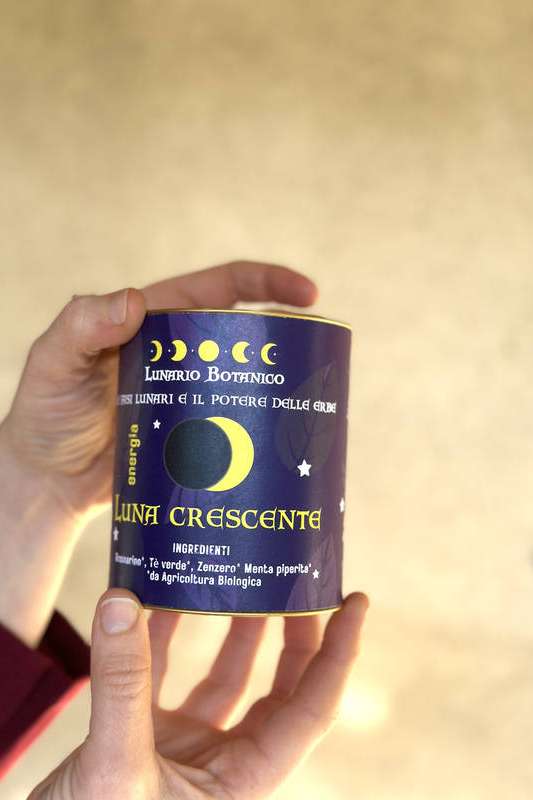 Lunario Botanico
fasi lunari e il potere delle erbe
energia
Luna crescente
INGREDIENTI
Rosmarino*, Tè verde*, Zenzero* Menta piperita*
*da Agricoltura Biologica